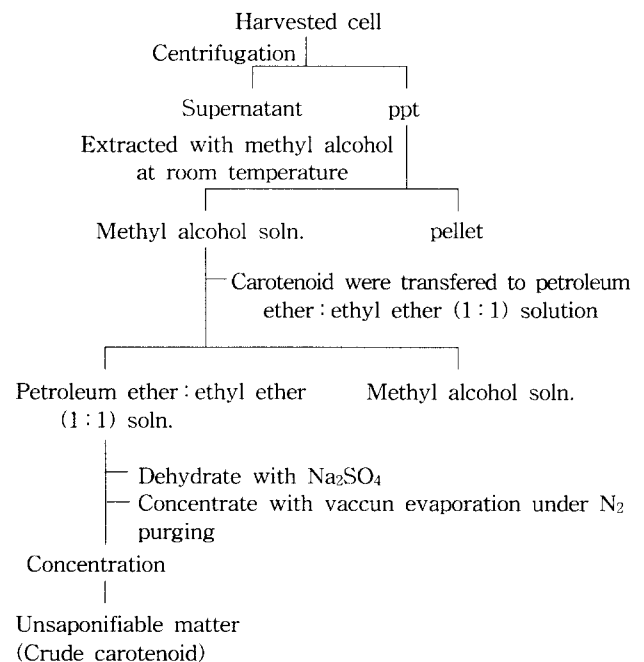 Harvested cell
Centrifugation
Supernatant ppt
Extracted with methyl alcohol
at room temperature
Methyl alcohol soln. pellet
Carotenoid were transfered to petroleum
ether : ethyl ether (1 : 1) solution
Petroleum ether : ethyl ether Methyl alcohol soln.
(1 : 1) soln.
Dehydrate with Na₂SO₄
Concentrate with vaccun evaporation under N₂
purging
Concentration
Unsaponifiable matter
(Crude carotenoid)